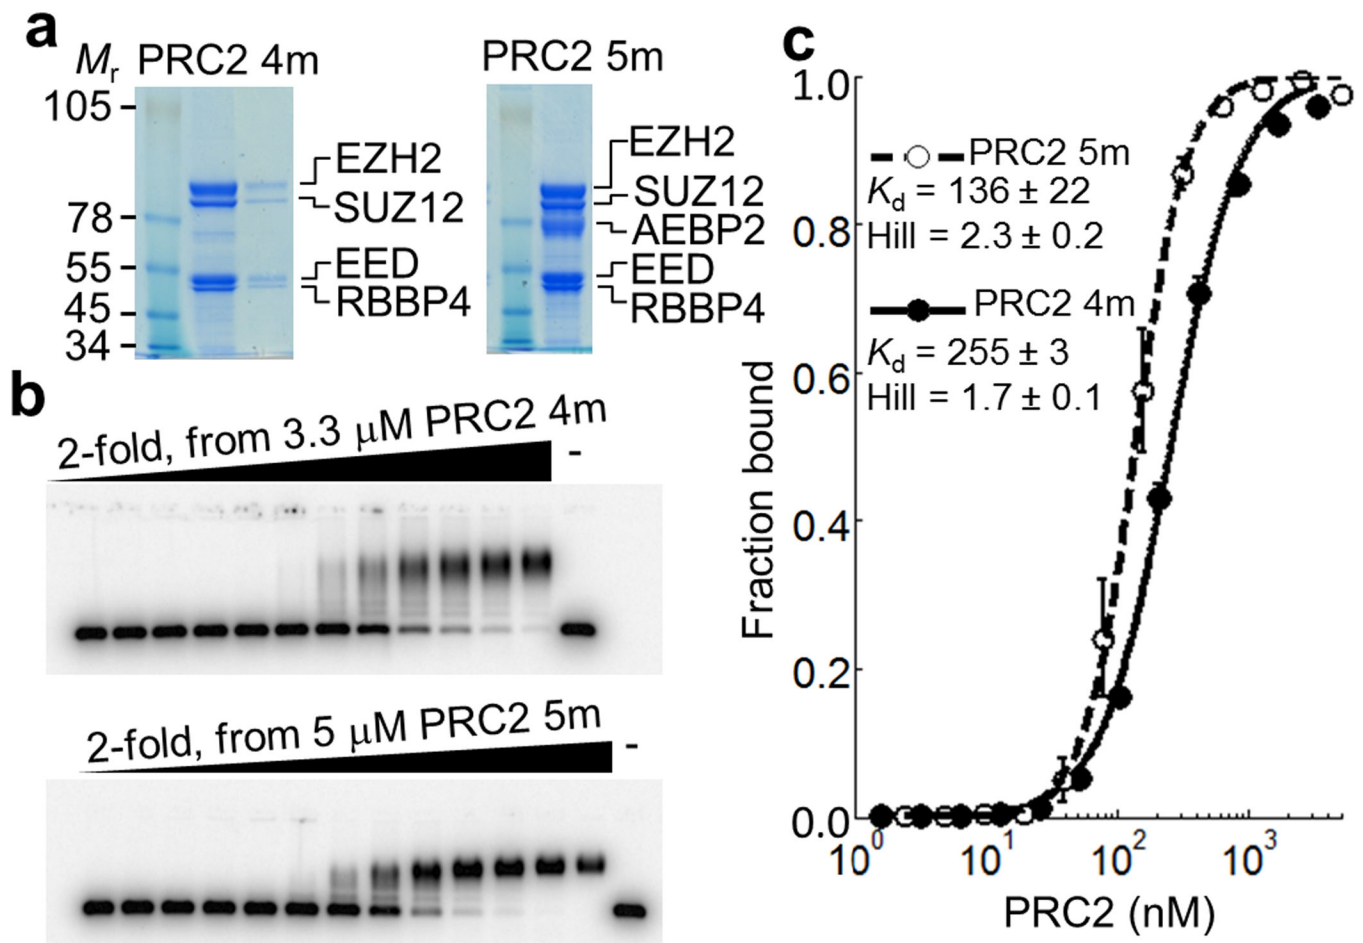 a
Mr PRC2 4m
105
78
55
45
34
EZH2
SUZ12
EED
RBBP4
PRC2 5m
EZH2
SUZ12
AEBP2
EED
RBBP4
b
2-fold, from 3.3 μM PRC2 4m -
2-fold, from 5 μM PRC2 5m -
c
1.0
0.8
0.6
0.4
0.2
0.0
Fraction bound
PRC2 5m
Kd = 136 ± 22
Hill = 2.3 ± 0.2
PRC2 4m
Kd = 255 ± 3
Hill = 1.7 ± 0.1
10^0 10^1 10^2 10^3
PRC2 (nM)